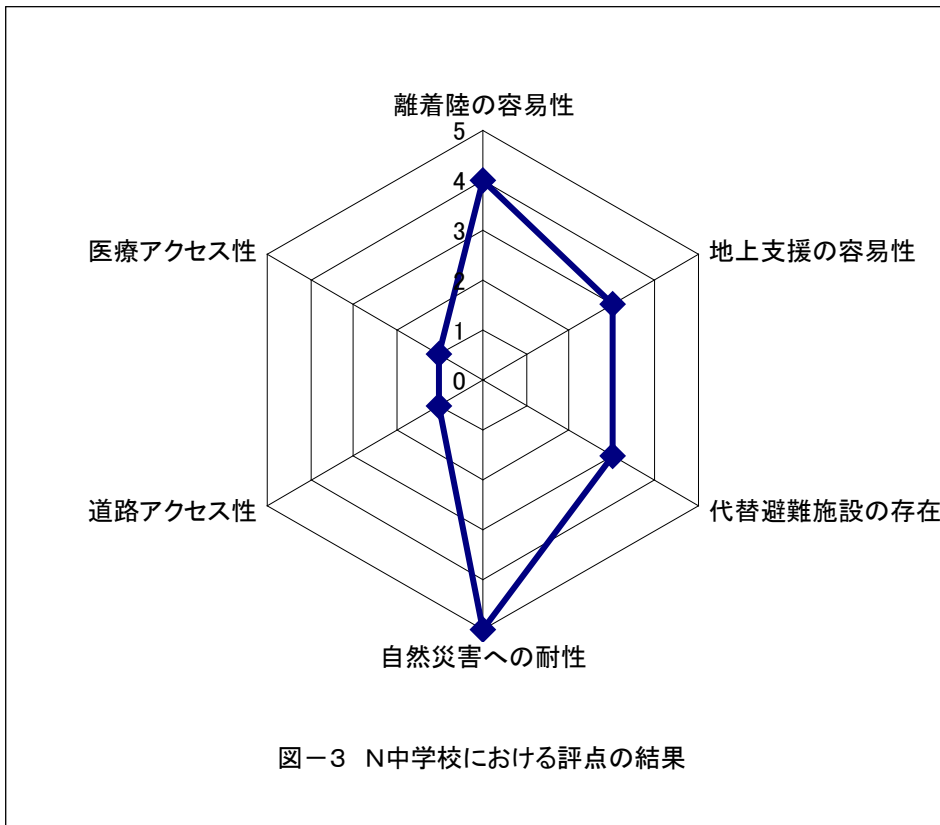 離着陸の容易性
5
4
3
2
1
0
地上支援の容易性
代替避難施設の存在
自然災害への耐性
道路アクセス性
医療アクセス性
図－３　Ｎ中学校における評点の結果